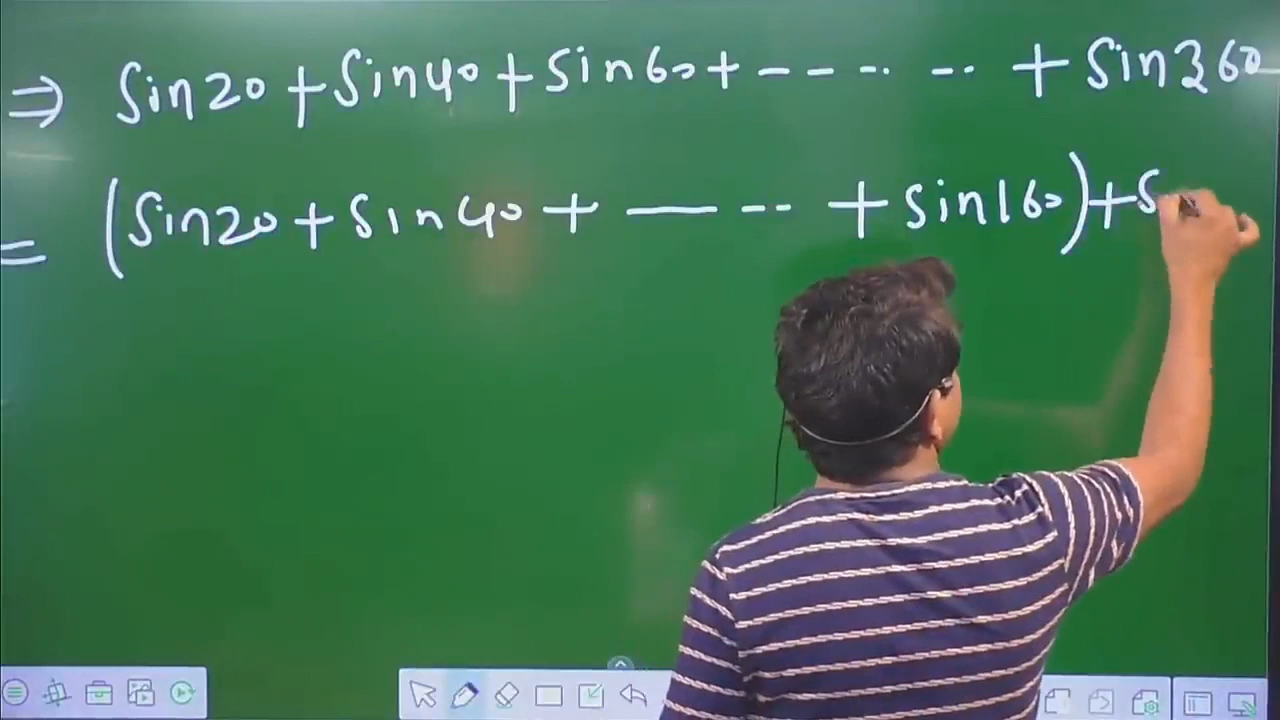 ⇒ Sin20 + Sin40 + Sin60 + ---- -- + Sin360
= (Sin20 + Sin40 + — -- + Sin160) + S